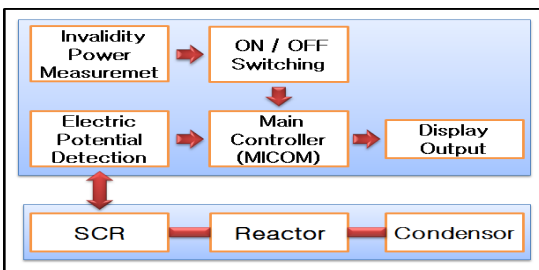 Invalidity
Power
Measuremet
ON / OFF
Switching
Electric
Potential
Detection
Main
Controller
(MICOM)
Display
Output
SCR
Reactor
Condensor